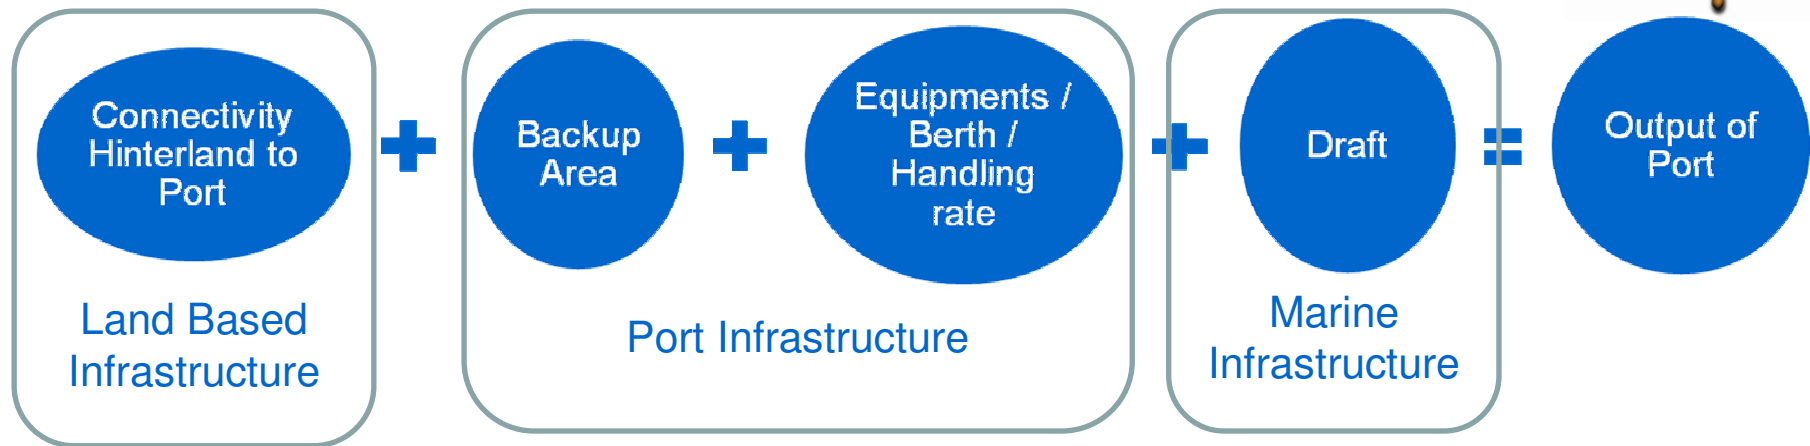 Connectivity
Hinterland to
Port
Backup
Area
Equipments /
Berth /
Handling
rate
Draft
Output of
Port
Land Based
Infrastructure
Port Infrastructure
Marine
Infrastructure